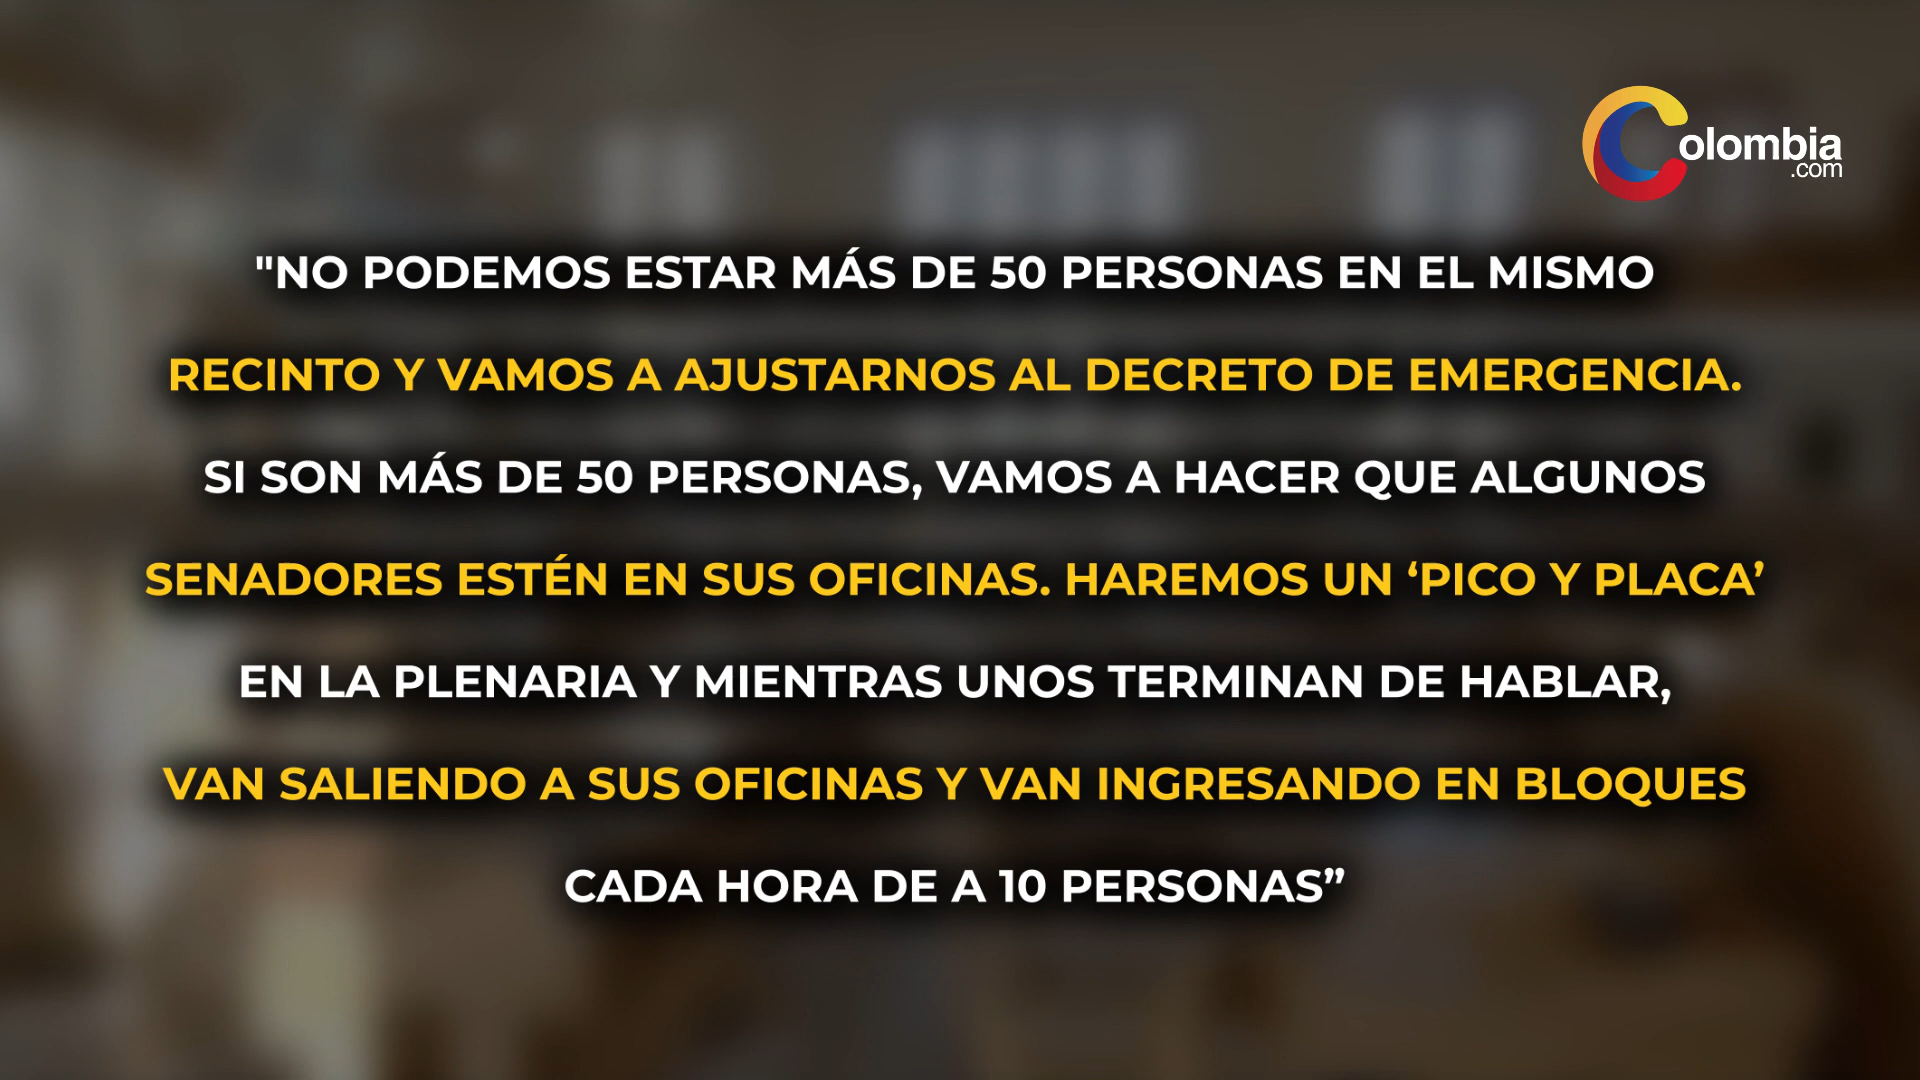 Colombia
.com
"NO PODEMOS ESTAR MÁS DE 50 PERSONAS EN EL MISMO
RECINTO Y VAMOS A AJUSTARNOS AL DECRETO DE EMERGENCIA.
SI SON MÁS DE 50 PERSONAS, VAMOS A HACER QUE ALGUNOS
SENADORES ESTÉN EN SUS OFICINAS. HAREMOS UN ‘PICO Y PLACA’
EN LA PLENARIA Y MIENTRAS UNOS TERMINAN DE HABLAR,
VAN SALIENDO A SUS OFICINAS Y VAN INGRESANDO EN BLOQUES
CADA HORA DE A 10 PERSONAS”